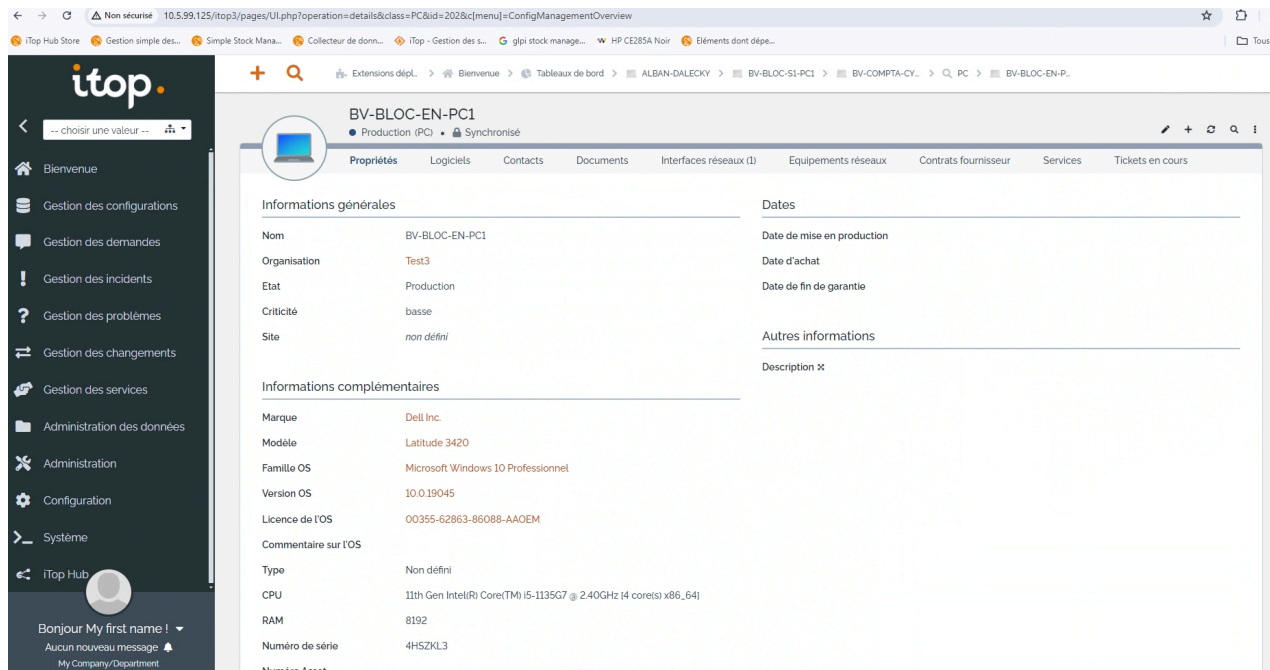 Non sécurisé 10.5.99.125/itop3/pages/UI.php?operation=details&class=PC&id=202&c[menu]=ConfigManagementOverview
iTop Hub Store Gestion simple des... Simple Stock Mana... Collecteur de donn... iTop - Gestion des s... glpi stock manage... HP CE285A Noir Eléments dont dépe... Tous
itop
Extensions dépl... > Bienvenue > Tableaux de bord > ALBAN-DALECKY > BV-BLOC-S1-PC1 > BV-COMPTA-CY... > PC > BV-BLOC-EN-P...
-- choisir une valeur --
BV-BLOC-EN-PC1
Production (PC) • Synchronisé
Propriétés Logiciels Contacts Documents Interfaces réseaux (1) Equipements réseaux Contrats fournisseur Services Tickets en cours
Bienvenue
Gestion des configurations
Gestion des demandes
Gestion des incidents
Gestion des problèmes
Gestion des changements
Gestion des services
Administration des données
Administration
Configuration
Système
iTop Hub
Bonjour My first name !
Aucun nouveau message
My Company/Department
Informations générales
Nom BV-BLOC-EN-PC1
Organisation Test3
Etat Production
Criticité basse
Site non défini
Informations complémentaires
Marque Dell Inc.
Modèle Latitude 3420
Famille OS Microsoft Windows 10 Professionnel
Version OS 10.0.19045
Licence de l'OS 00355-62863-86088-AAOEM
Commentaire sur l'OS
Type Non défini
CPU 11th Gen Intel(R) Core(TM) i5-1135G7 @ 2.40GHz [4 core(s) x86_64]
RAM 8192
Numéro de série 4HSZKL3
Numéro Asset
Dates
Date de mise en production
Date d'achat
Date de fin de garantie
Autres informations
Description